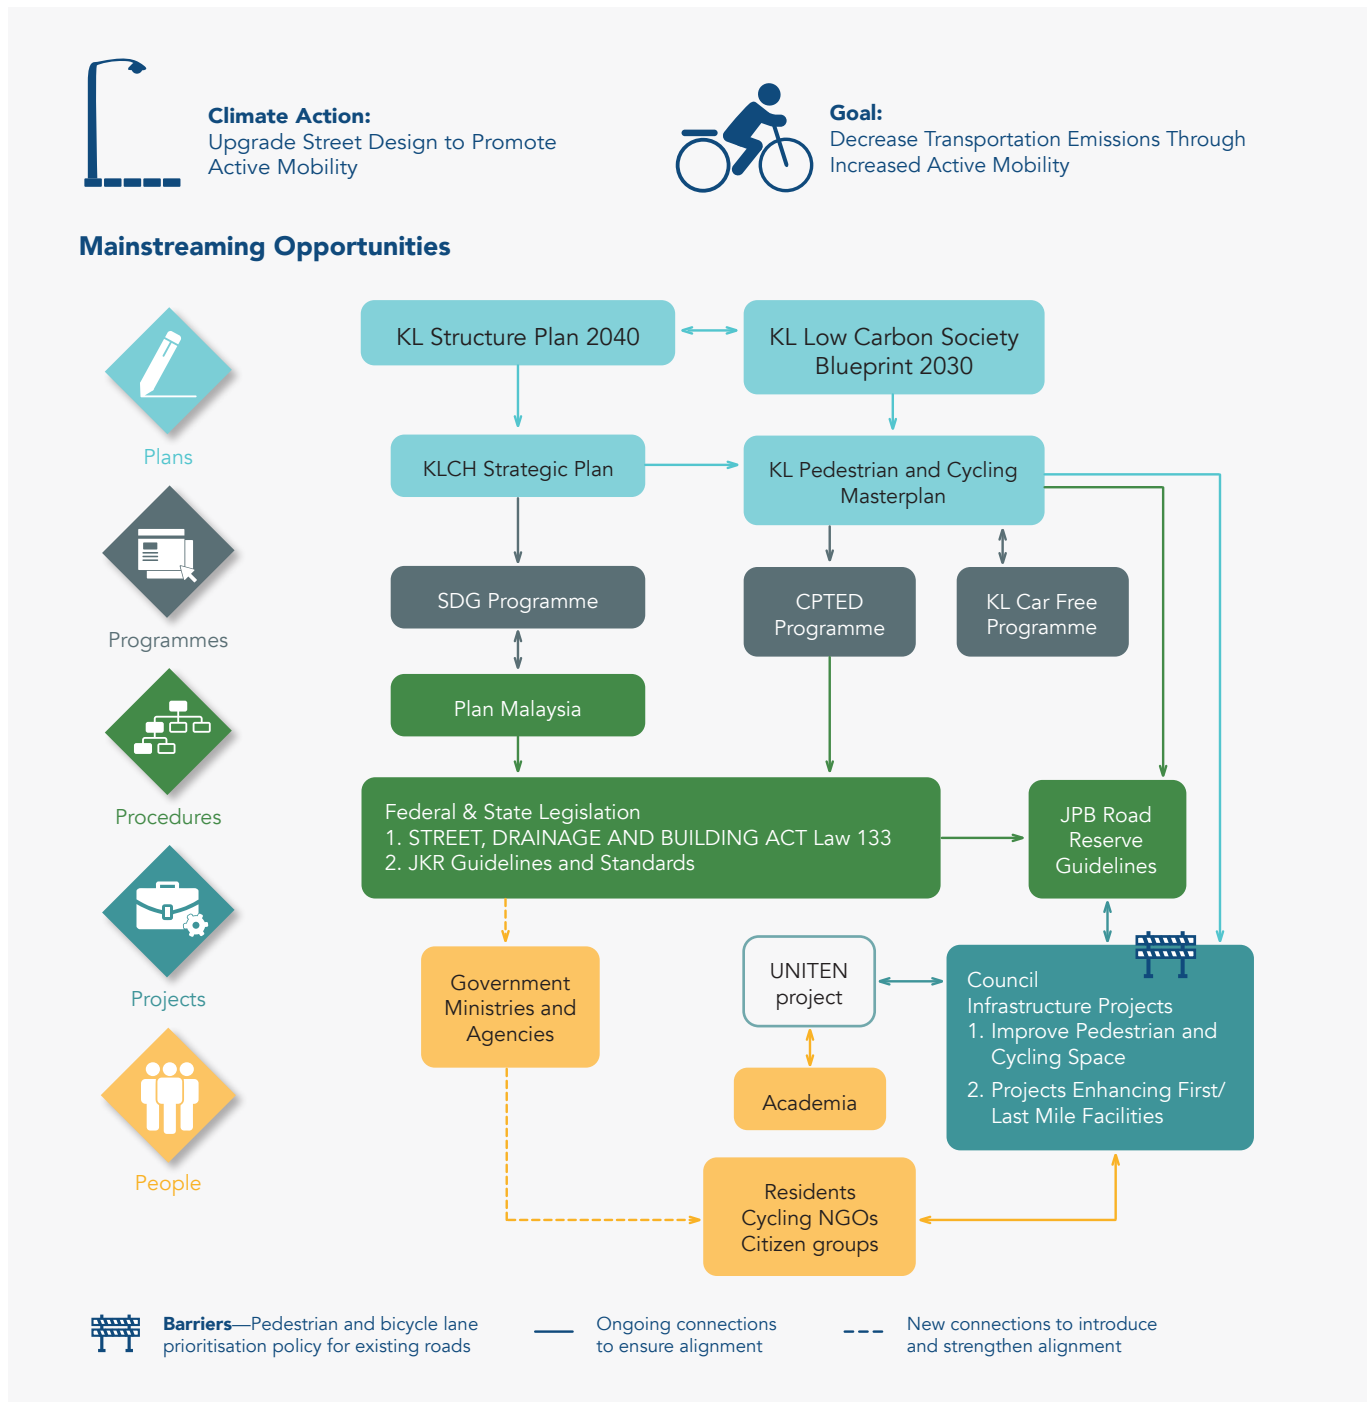 Climate Action:
Upgrade Street Design to Promote
Active Mobility
Goal:
Decrease Transportation Emissions Through
Increased Active Mobility
Mainstreaming Opportunities
Plans
Programmes
Procedures
Projects
People
KL Structure Plan 2040
KL Low Carbon Society
Blueprint 2030
KLCH Strategic Plan
KL Pedestrian and Cycling
Masterplan
SDG Programme
CPTED
Programme
KL Car Free
Programme
Plan Malaysia
Federal & State Legislation
1. STREET, DRAINAGE AND BUILDING ACT Law 133
2. JKR Guidelines and Standards
JPB Road
Reserve
Guidelines
Government
Ministries and
Agencies
UNITEN
project
Council
Infrastructure Projects
1. Improve Pedestrian and
Cycling Space
2. Projects Enhancing First/
Last Mile Facilities
Academia
Residents
Cycling NGOs
Citizen groups
Barriers—Pedestrian and bicycle lane
prioritisation policy for existing roads
Ongoing connections
to ensure alignment
New connections to introduce
and strengthen alignment